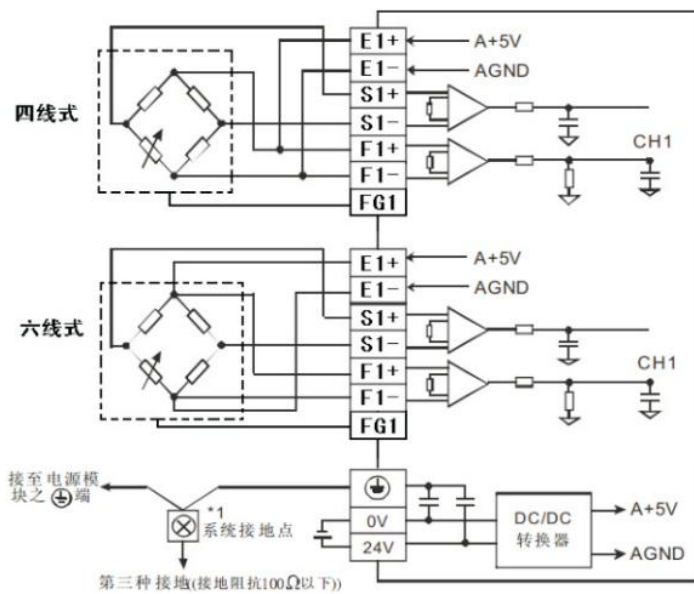 四线式
E1+
A+5V
E1-
AGND
S1+
S1-
F1+
CH1
F1-
FG1
六线式
E1+
A+5V
E1-
AGND
S1+
S1-
F1+
CH1
F1-
FG1
接至电源模
块之 端
*1
系统接地点
第三种接地((接地阻抗100Ω以下))
0V
24V
DC/DC
转换器
A+5V
AGND